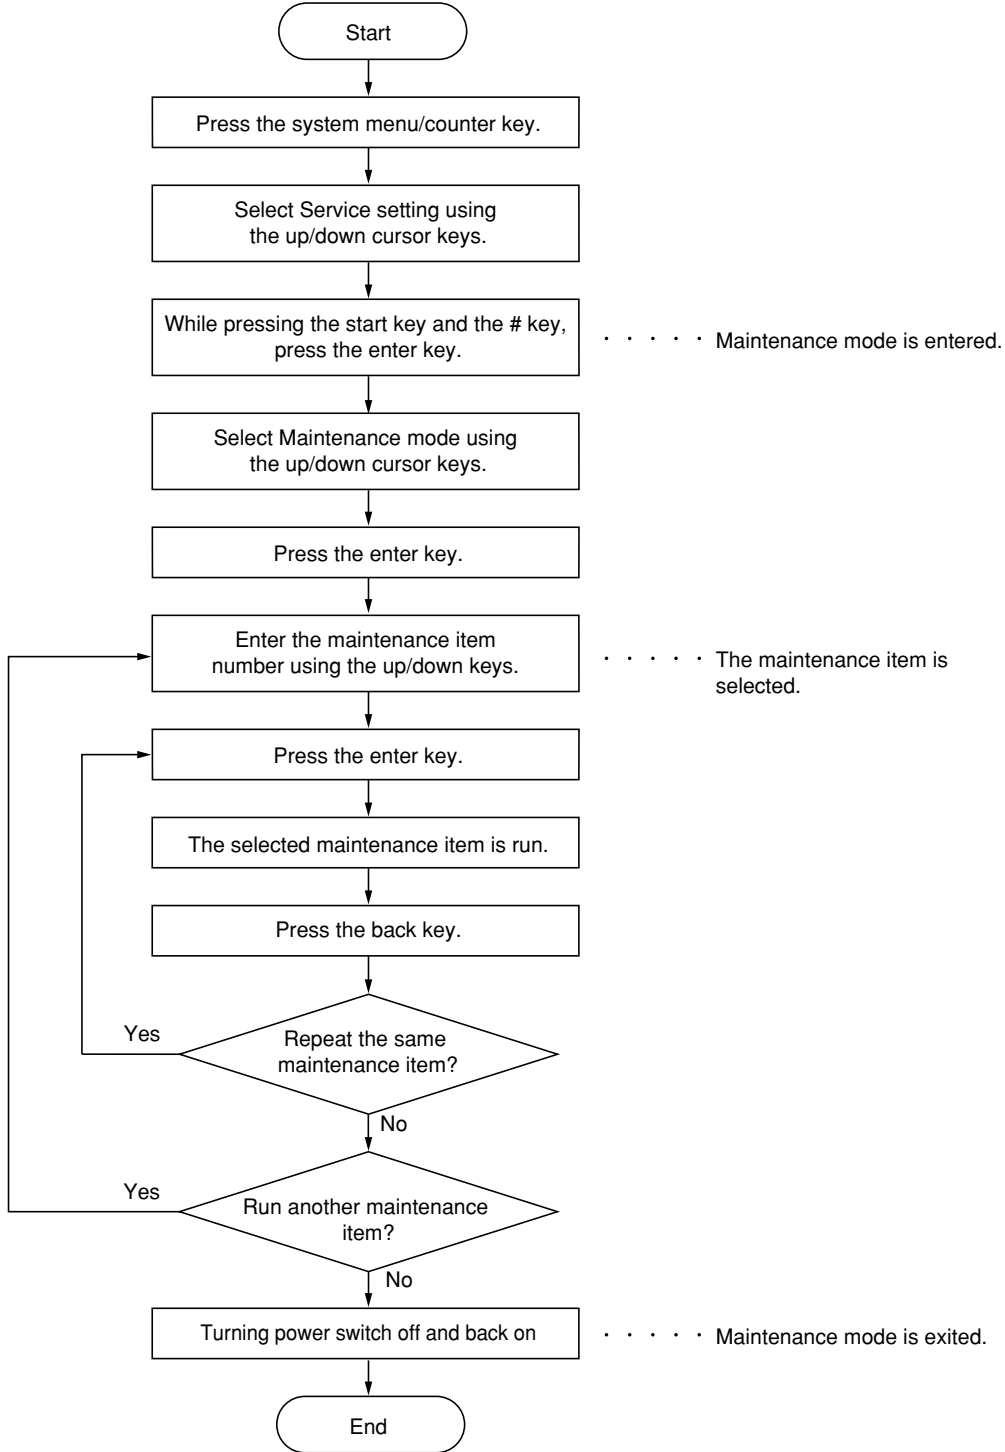 Start
Press the system menu/counter key.
Select Service setting using
the up/down cursor keys.
While pressing the start key and the # key,
press the enter key.
· · · · · Maintenance mode is entered.
Select Maintenance mode using
the up/down cursor keys.
Press the enter key.
Enter the maintenance item
number using the up/down keys.
· · · · · The maintenance item is
selected.
Press the enter key.
The selected maintenance item is run.
Press the back key.
Yes
Repeat the same
maintenance item?
No
Yes
Run another maintenance
item?
No
Turning power switch off and back on
· · · · · Maintenance mode is exited.
End